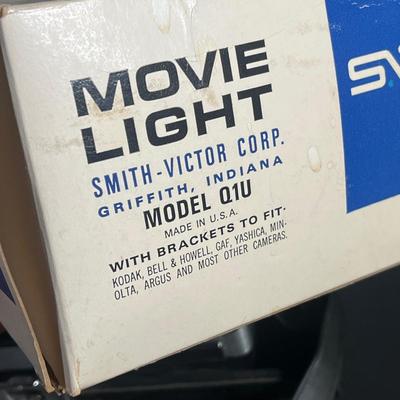 MOVIE
LIGHT
SMITH-VICTOR CORP.
GRIFFITH, INDIANA
MODEL Q1U
MADE IN U.S.A.
WITH BRACKETS TO FIT-
KODAK, BELL & HOWELL, GAF, YASHICA, MIN-
OLTA, ARGUS AND MOST OTHER CAMERAS.